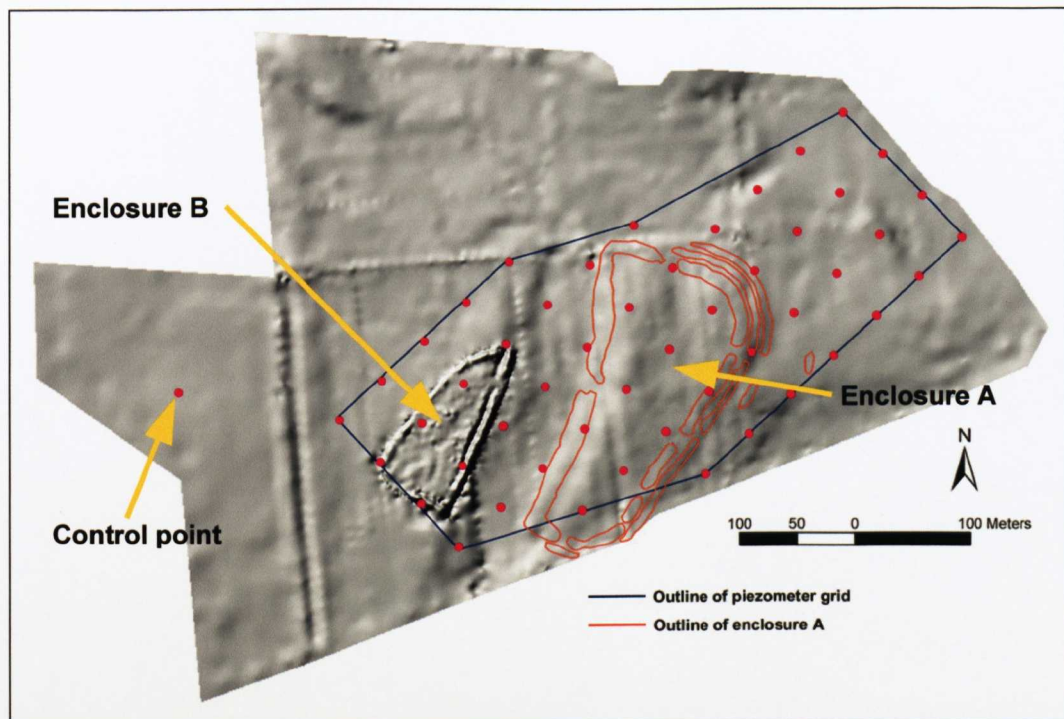 Enclosure B
Enclosure A
Control point
N
100 50 0 100 Meters
Outline of piezometer grid
Outline of enclosure A